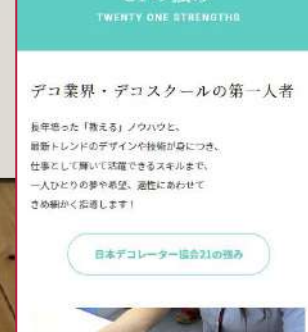 の強み
TWENTY ONE STRENGTHS
デコ業界・デコスクールの第一人者
長年培った「教える」ノウハウと、
最新トレンドのデザインや技術が身につき、
仕事として輝いて活躍できるスキルまで、
一人ひとりの夢や希望、適性にあわせて
きめ細かく指導します！
日本デコレーター協会21の強み